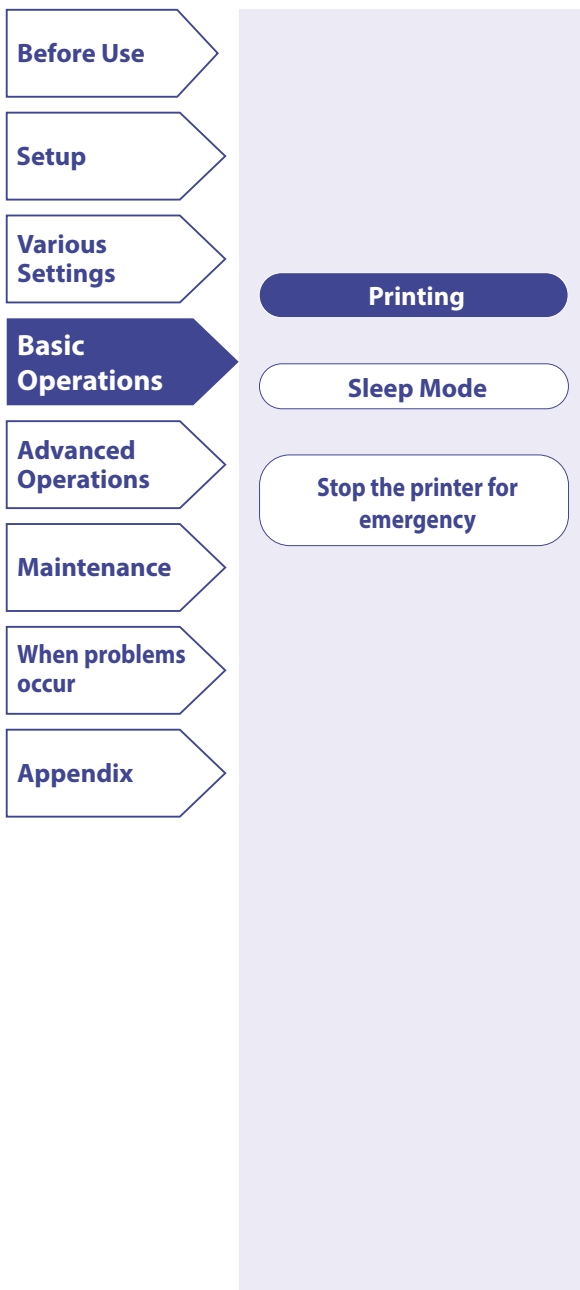 Before Use
Setup
Various
Settings
Basic
Operations
Advanced
Operations
Maintenance
When problems
occur
Appendix
Printing
Sleep Mode
Stop the printer for
emergency